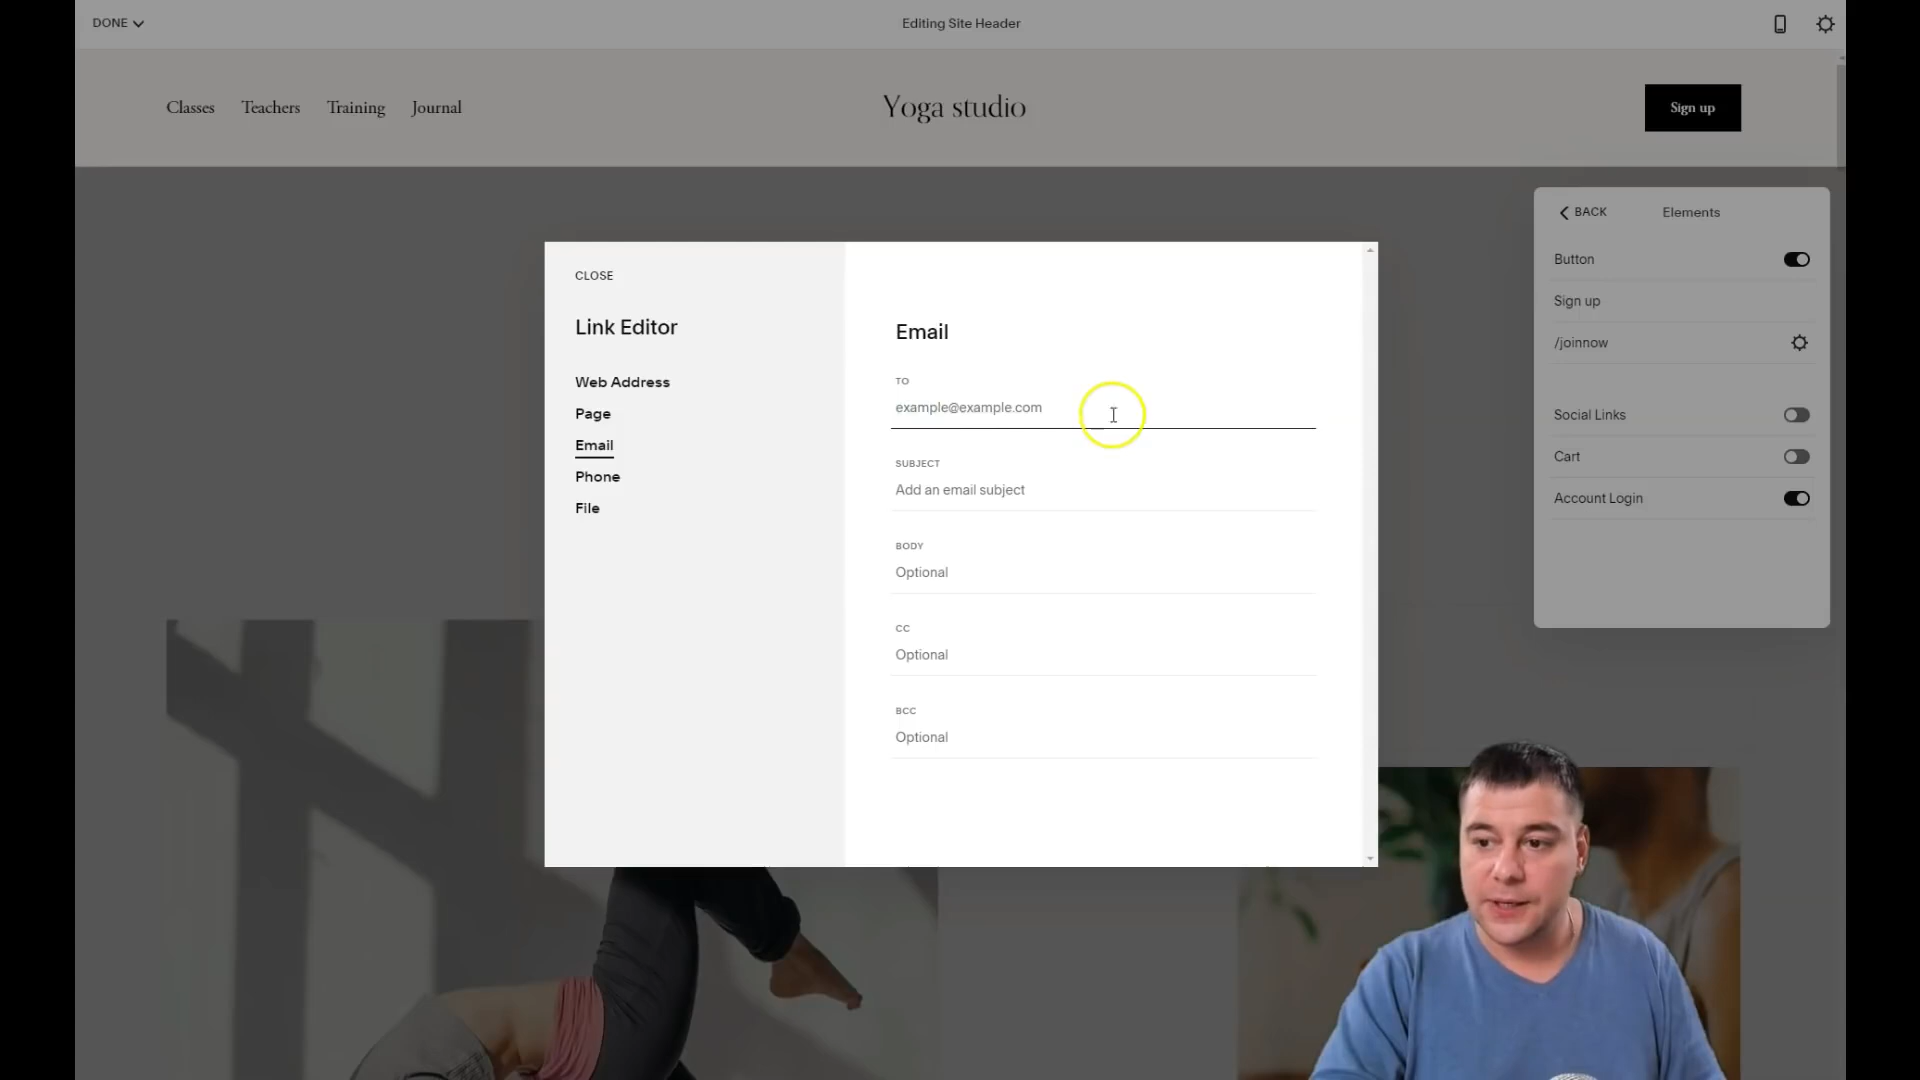 DONE
Editing Site Header
Classes Teachers Training Journal
Yoga studio
Sign up
BACK
Elements
Button
Sign up
/joinnow
Social Links
Cart
Account Login
CLOSE
Link Editor
Web Address
Page
Email
Phone
File
Email
TO
example@example.com
SUBJECT
Add an email subject
BODY
Optional
CC
Optional
BCC
Optional